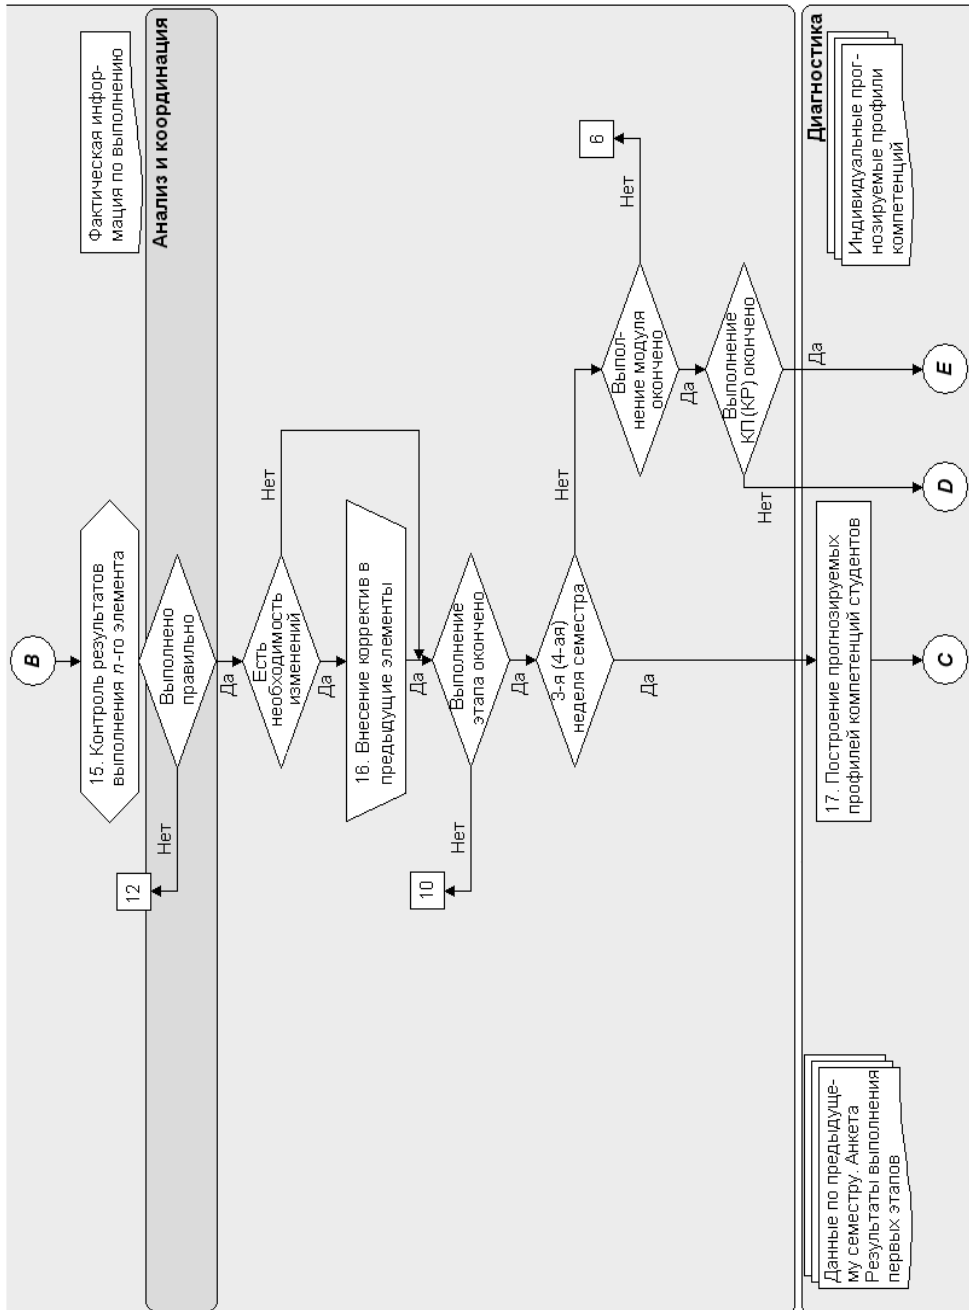 B
Фактическая инфор-
мация по выполнению
15. Контроль результатов
выполнения n-го элемента
Анализ и координация
Выполнено
правильно
Нет
12
Да
Есть
необходимость
изменений
Нет
Да
16. Внесение корректив в
предыдущие элементы
Да
Выполнение
этапа окончено
Нет
10
Да
3-я (4-ая)
неделя семестра
Нет
Да
Выпол-
нение модуля
окончено
Нет
6
Да
Выполнение
КП (КР) окончено
Нет
Да
Диагностика
Данные по предыдуще-
му семестру. Анкета
Результаты выполнения
первых этапов
17. Построение прогнозируемых
профилей компетенций студентов
Индивидуальные прог-
нозируемые профили
компетенций
C
D
E